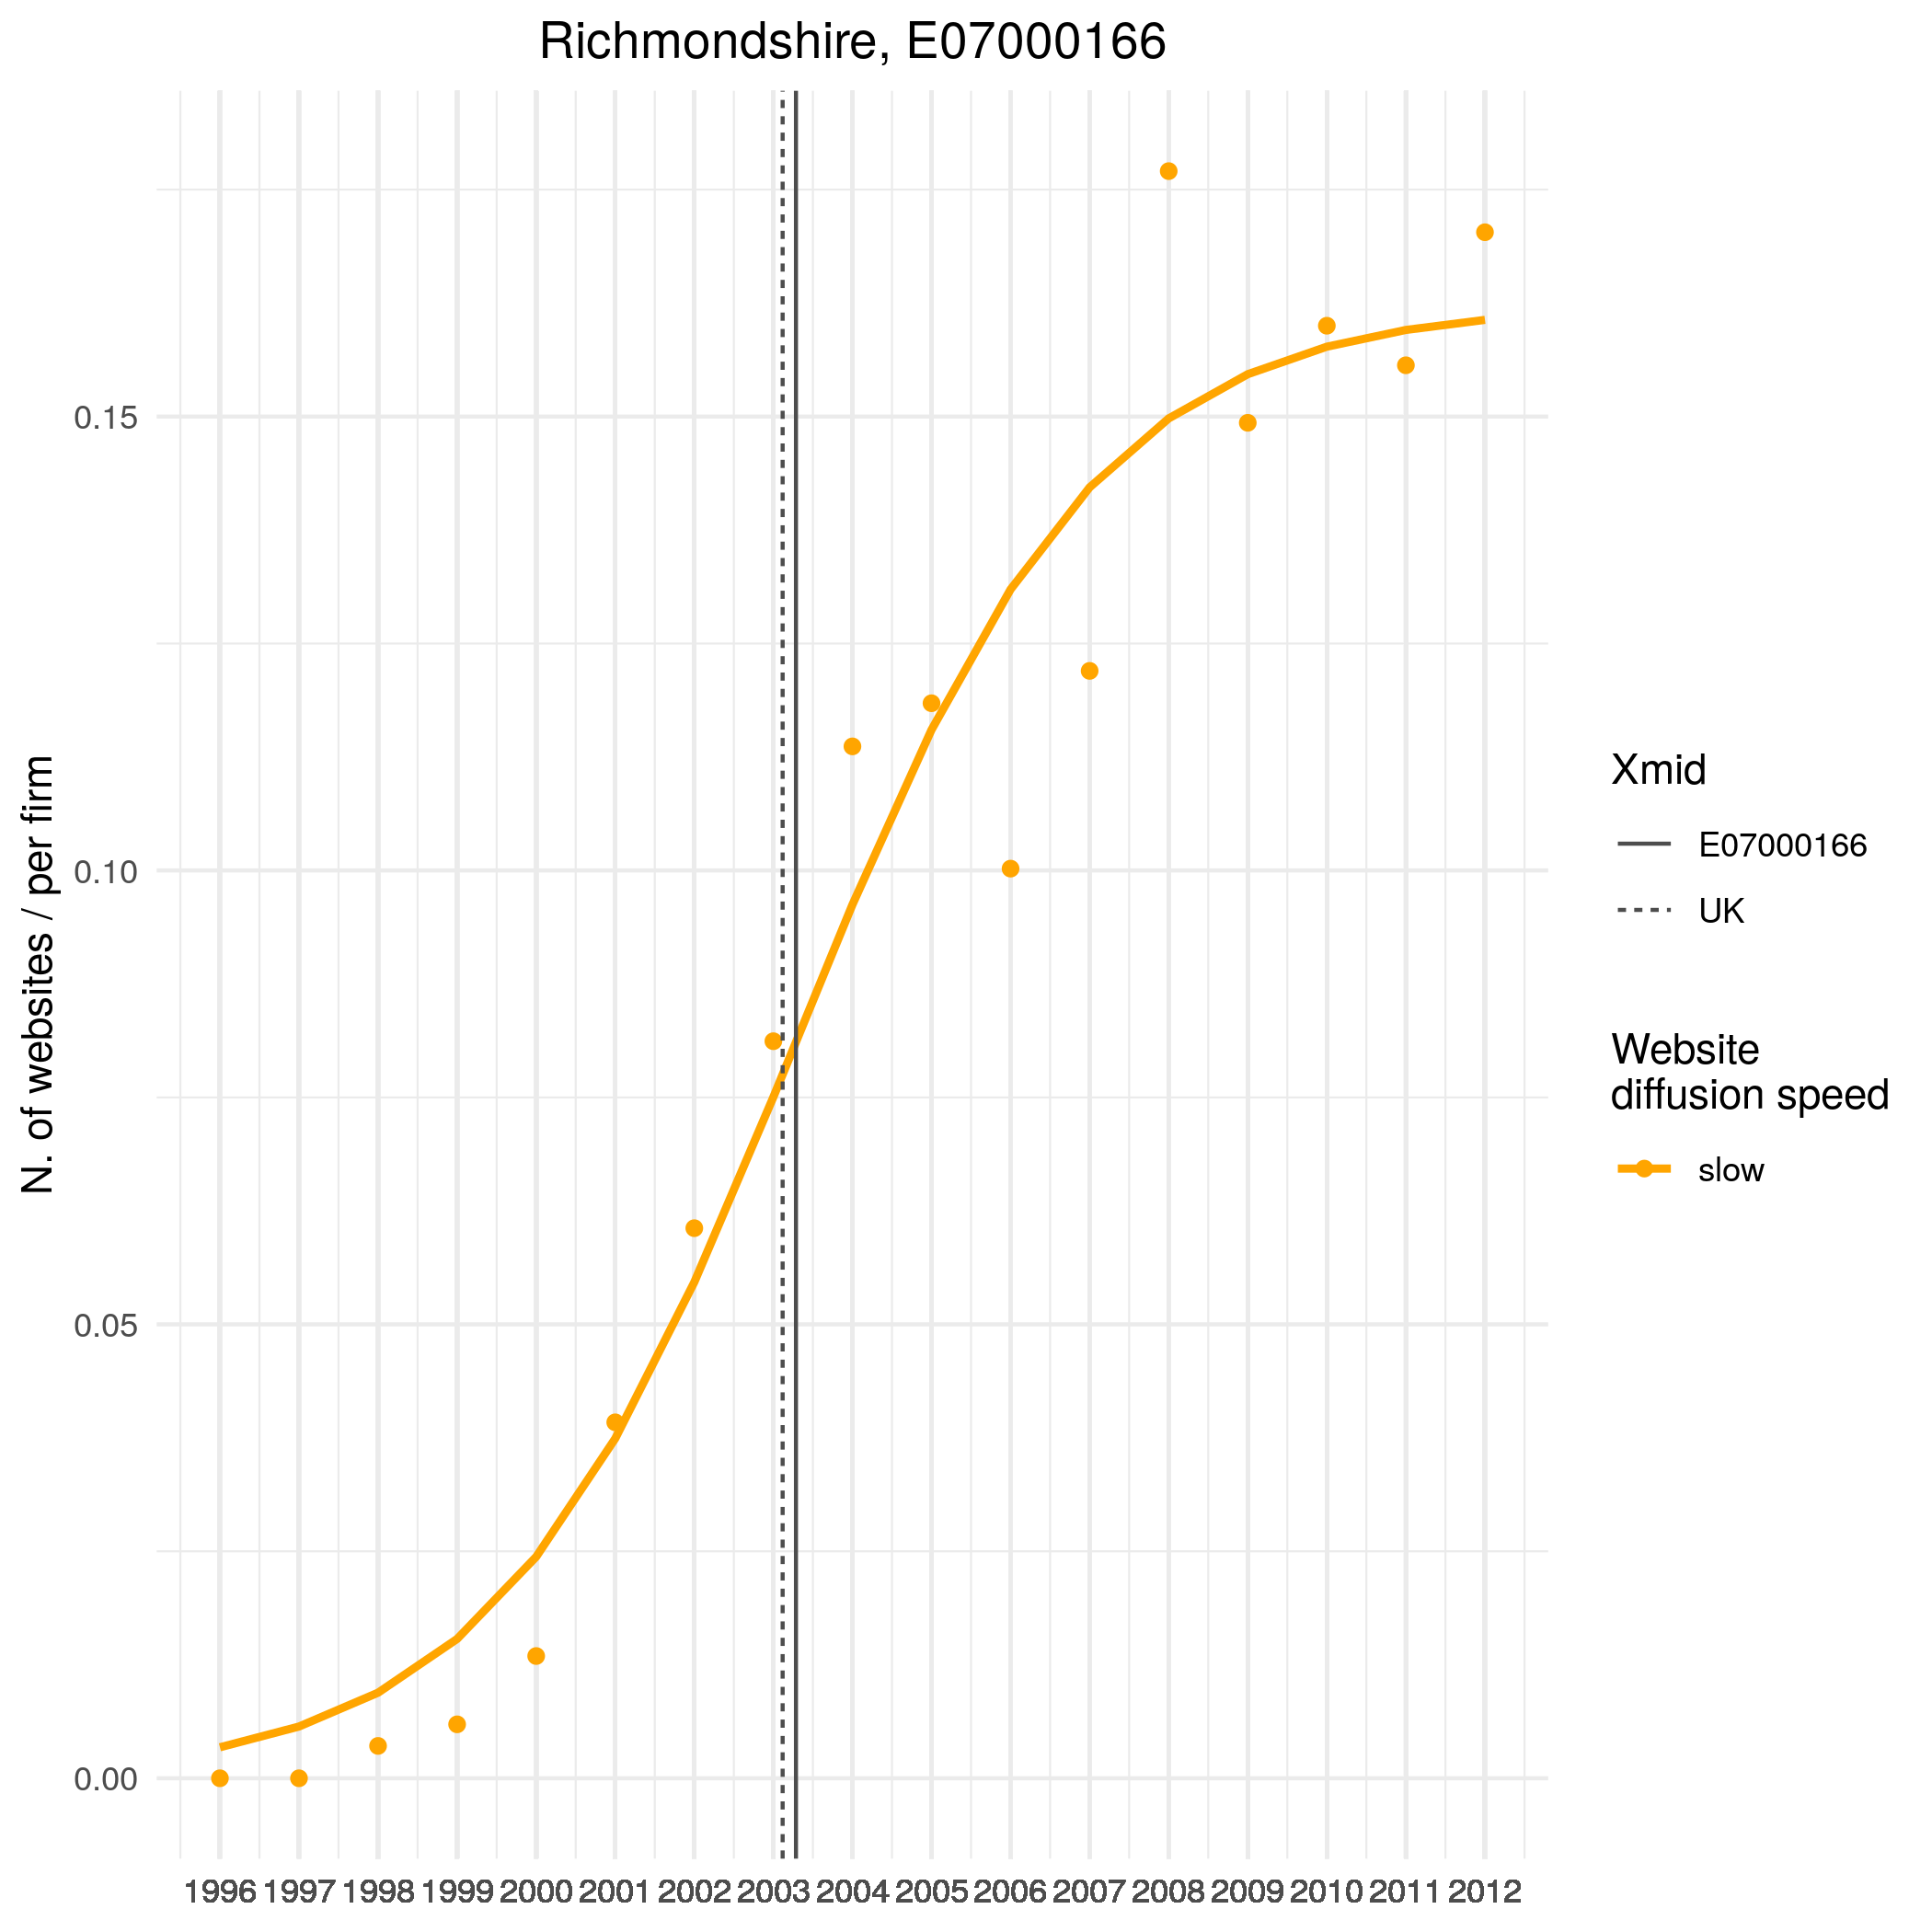 Richmondshire, E07000166
N. of websites / per firm
0.15
0.10
0.05
0.00
1996 1997 1998 1999 2000 2001 2002 2003 2004 2005 2006 2007 2008 2009 2010 2011 2012
Xmid
E07000166
UK
Website
diffusion speed
slow